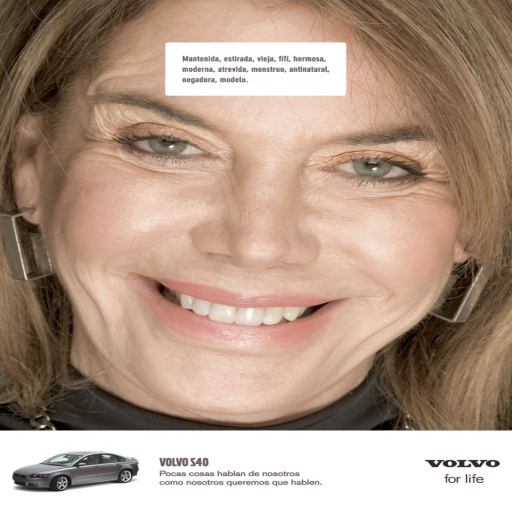 Mantenida, estirada, vieja, fifí, hermosa,
moderna, atrevida, monstruo, antinatural,
negadora, modelo.
VOLVO S40
Pocas cosas hablan de nosotros
como nosotros queremos que hablen.
VOLVO
for life